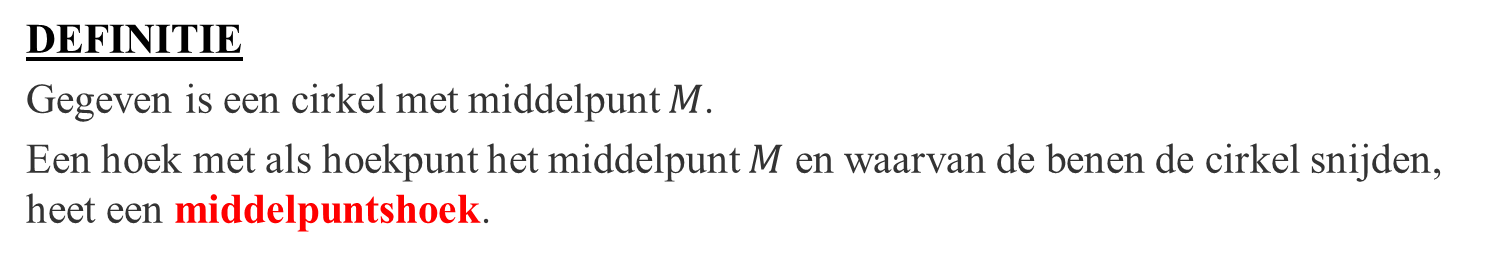 DEFINITIE
Gegeven is een cirkel met middelpunt M.
Een hoek met als hoekpunt het middelpunt M en waarvan de benen de cirkel snijden,
heet een middelpuntshoek.